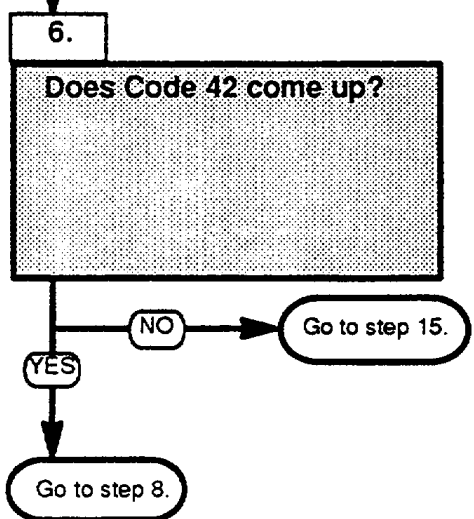 6.
Does Code 42 come up?
NO
Go to step 15.
YES
Go to step 8.